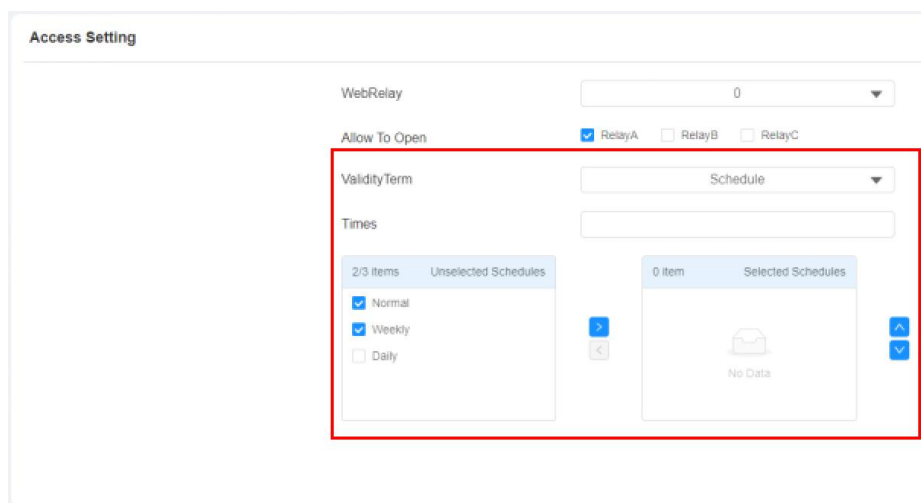 Access Setting
WebRelay 0
Allow To Open RelayA RelayB RelayC
ValidityTerm Schedule
Times
2/3 items Unselected Schedules 0 item Selected Schedules
Normal
Weekly
Daily
No Data